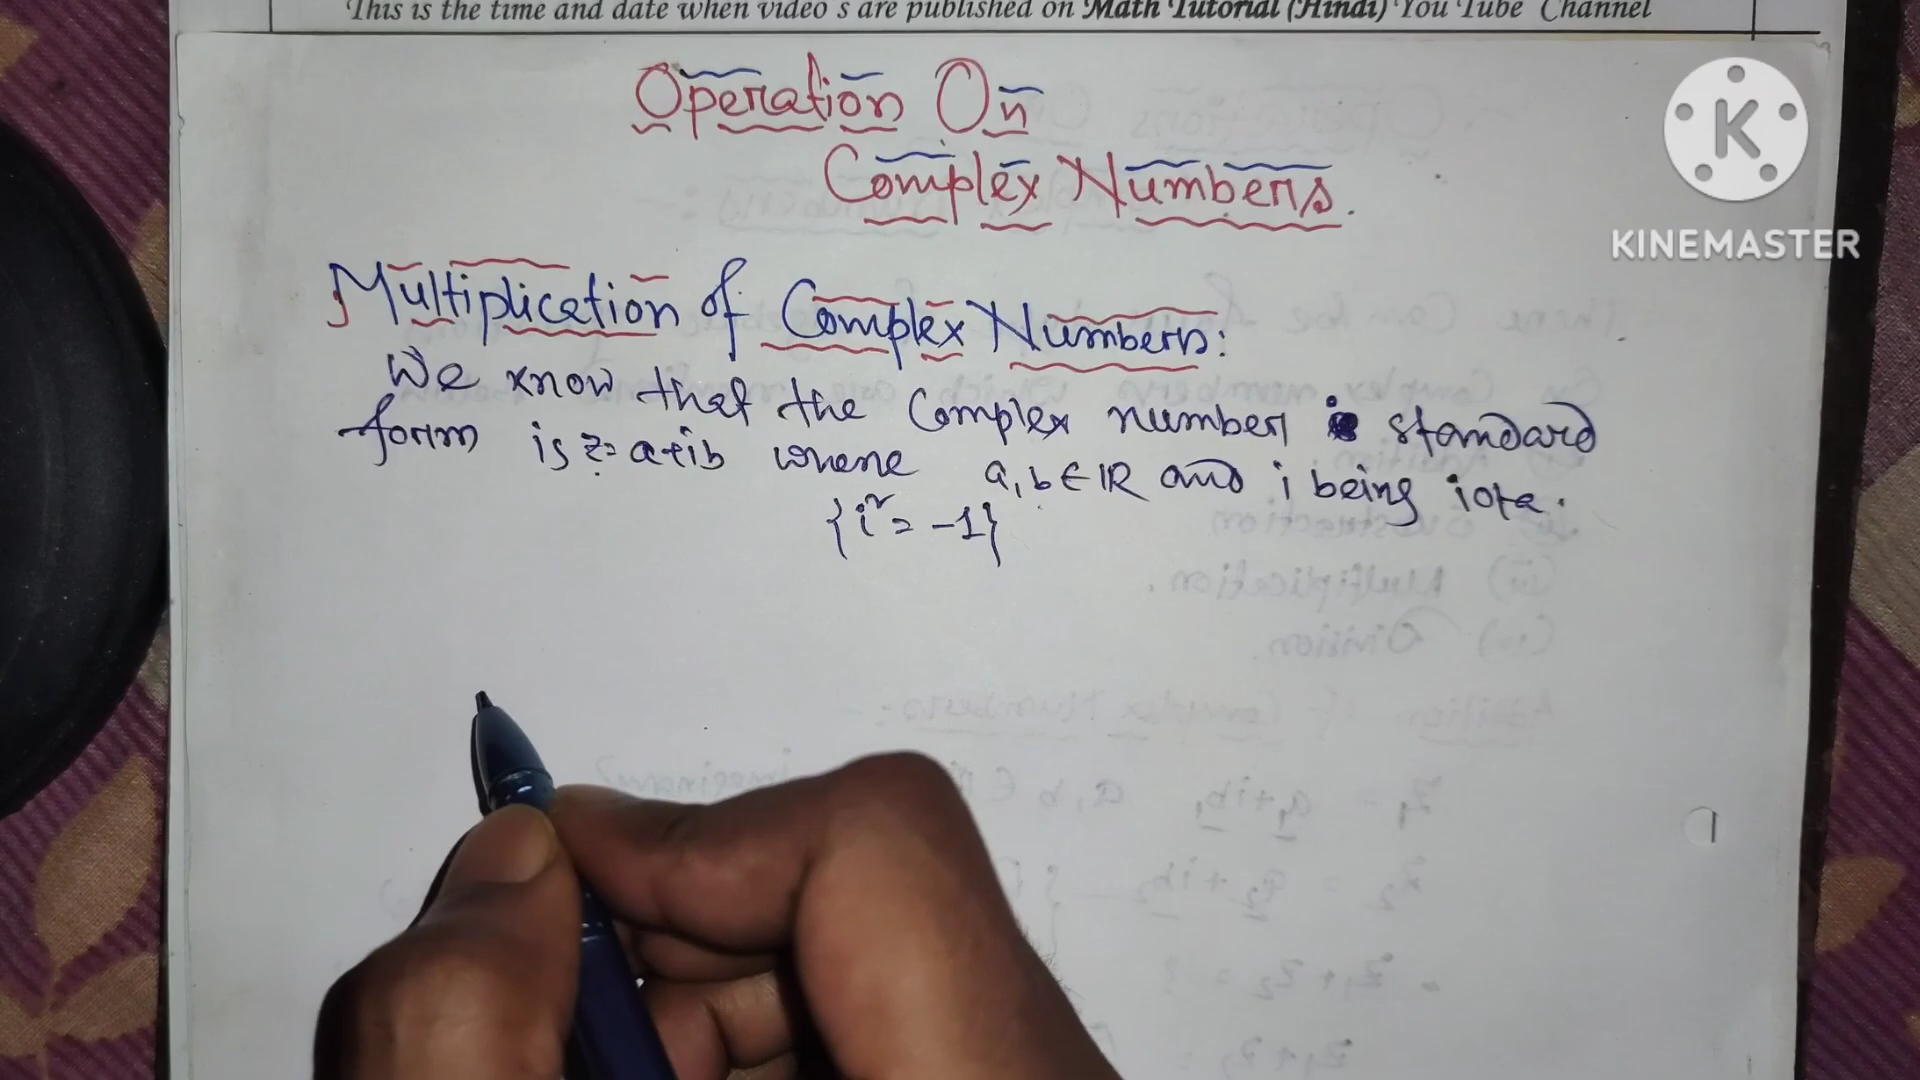 This is the time and date when video s are published on Math Tutorial (Hindi) You Tube Channel
Operation On
Complex Numbers.
KINEMASTER
Multiplication of Complex Numbers:
We know that the Complex number standard
form is z = a+ib where a, b ∈ IR and i being iota.
{i² = -1}